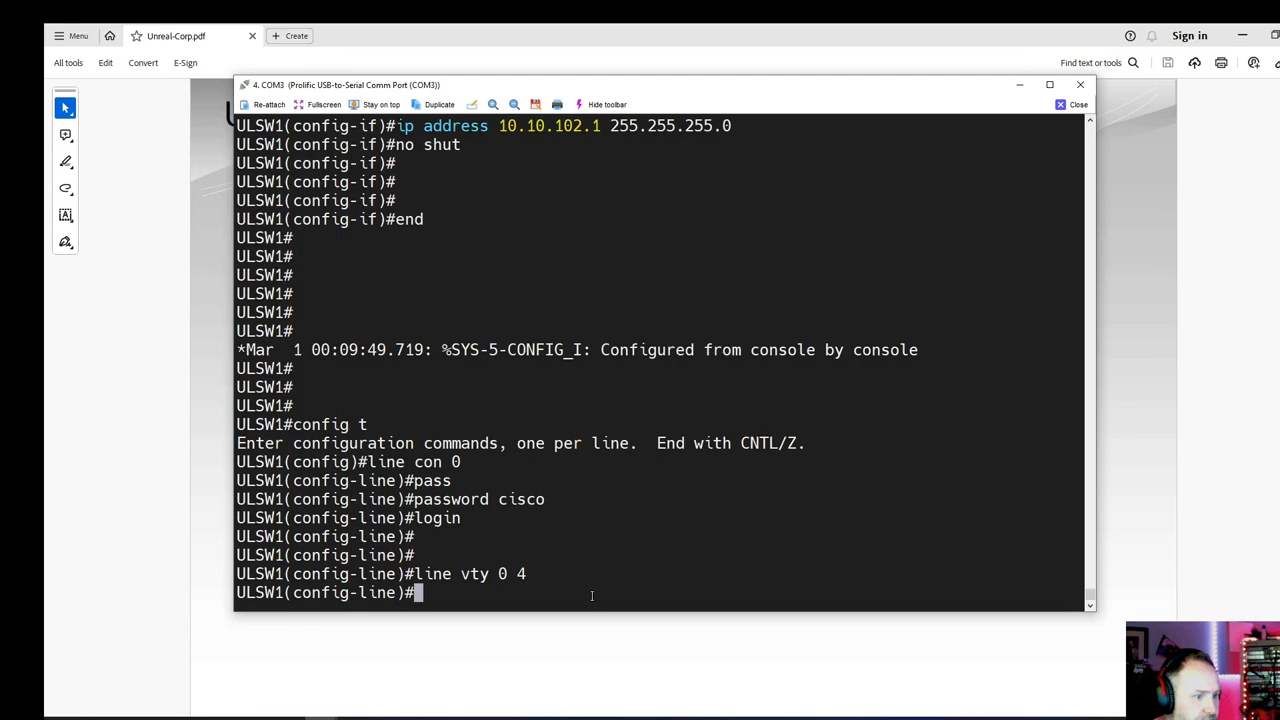 Menu
Unreal-Corp.pdf
Create
Sign in
All tools
Edit
Convert
E-Sign
Find text or tools
U
4. COM3 (Prolific USB-to-Serial Comm Port (COM3))
Re-attach
Fullscreen
Stay on top
Duplicate
Hide toolbar
Close
ULSW1(config-if)#ip address 10.10.102.1 255.255.255.0
ULSW1(config-if)#no shut
ULSW1(config-if)#
ULSW1(config-if)#
ULSW1(config-if)#
ULSW1(config-if)#end
ULSW1#
ULSW1#
ULSW1#
ULSW1#
ULSW1#
ULSW1#
*Mar  1 00:09:49.719: %SYS-5-CONFIG_I: Configured from console by console
ULSW1#
ULSW1#
ULSW1#
ULSW1#config t
Enter configuration commands, one per line.  End with CNTL/Z.
ULSW1(config)#line con 0
ULSW1(config-line)#pass
ULSW1(config-line)#password cisco
ULSW1(config-line)#login
ULSW1(config-line)#
ULSW1(config-line)#
ULSW1(config-line)#line vty 0 4
ULSW1(config-line)#